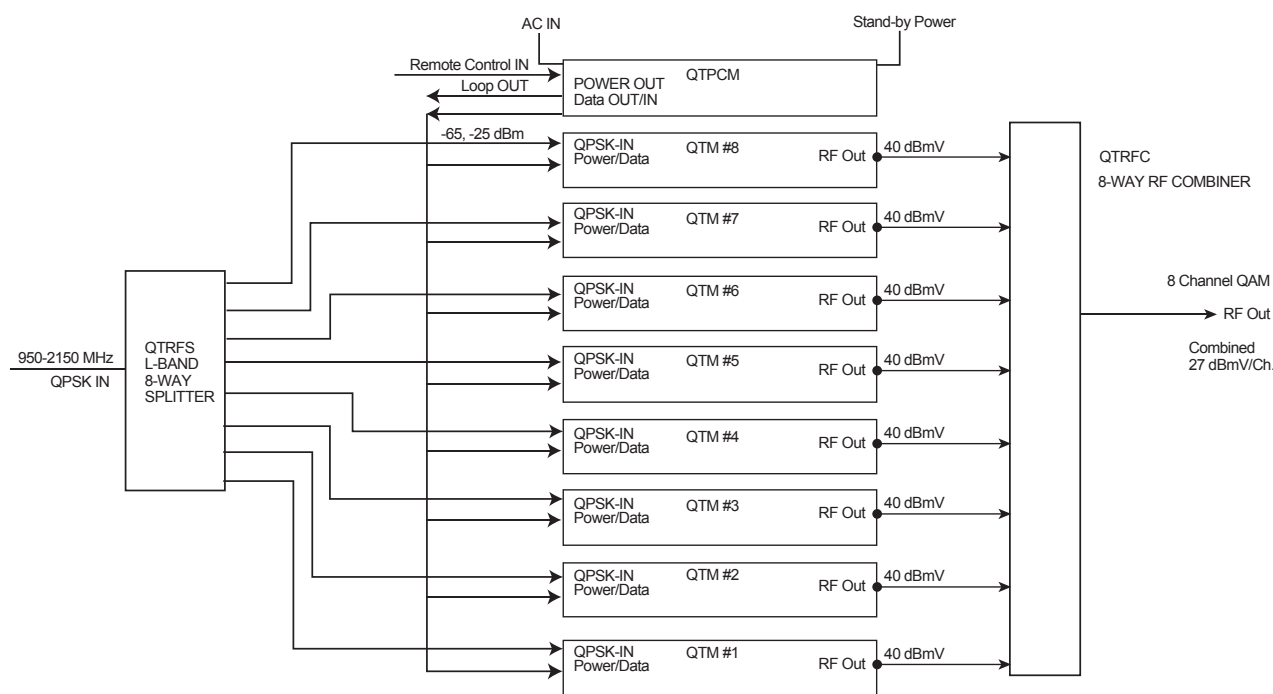 AC IN
Stand-by Power
Remote Control IN
Loop OUT
QTPCM
POWER OUT
Data OUT/IN
-65, -25 dBm
QPSK-IN
Power/Data
QTM #8
RF Out
40 dBmV
QTRFC
8-WAY RF COMBINER
QPSK-IN
Power/Data
QTM #7
RF Out
40 dBmV
QPSK-IN
Power/Data
QTM #6
RF Out
40 dBmV
8 Channel QAM
RF Out
Combined
27 dBmV/Ch.
950-2150 MHz
QPSK IN
QTRFS
L-BAND
8-WAY
SPLITTER
QPSK-IN
Power/Data
QTM #5
RF Out
40 dBmV
QPSK-IN
Power/Data
QTM #4
RF Out
40 dBmV
QPSK-IN
Power/Data
QTM #3
RF Out
40 dBmV
QPSK-IN
Power/Data
QTM #2
RF Out
40 dBmV
QPSK-IN
Power/Data
QTM #1
RF Out
40 dBmV